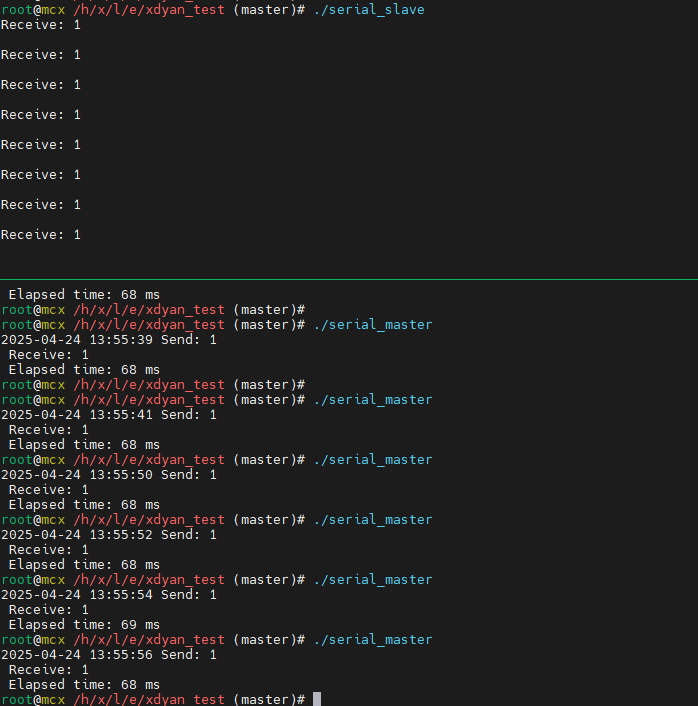 root@mcx /h/x/l/e/xdyan_test (master)# ./serial_slave
Receive: 1
Receive: 1
Receive: 1
Receive: 1
Receive: 1
Receive: 1
Receive: 1
Receive: 1
Elapsed time: 68 ms
root@mcx /h/x/l/e/xdyan_test (master)#
root@mcx /h/x/l/e/xdyan_test (master)# ./serial_master
2025-04-24 13:55:39 Send: 1
Receive: 1
Elapsed time: 68 ms
root@mcx /h/x/l/e/xdyan_test (master)#
root@mcx /h/x/l/e/xdyan_test (master)# ./serial_master
2025-04-24 13:55:41 Send: 1
Receive: 1
Elapsed time: 68 ms
root@mcx /h/x/l/e/xdyan_test (master)# ./serial_master
2025-04-24 13:55:50 Send: 1
Receive: 1
Elapsed time: 68 ms
root@mcx /h/x/l/e/xdyan_test (master)# ./serial_master
2025-04-24 13:55:52 Send: 1
Receive: 1
Elapsed time: 68 ms
root@mcx /h/x/l/e/xdyan_test (master)# ./serial_master
2025-04-24 13:55:54 Send: 1
Receive: 1
Elapsed time: 69 ms
root@mcx /h/x/l/e/xdyan_test (master)# ./serial_master
2025-04-24 13:55:56 Send: 1
Receive: 1
Elapsed time: 68 ms
root@mcx /h/x/l/e/xdyan_test (master)#